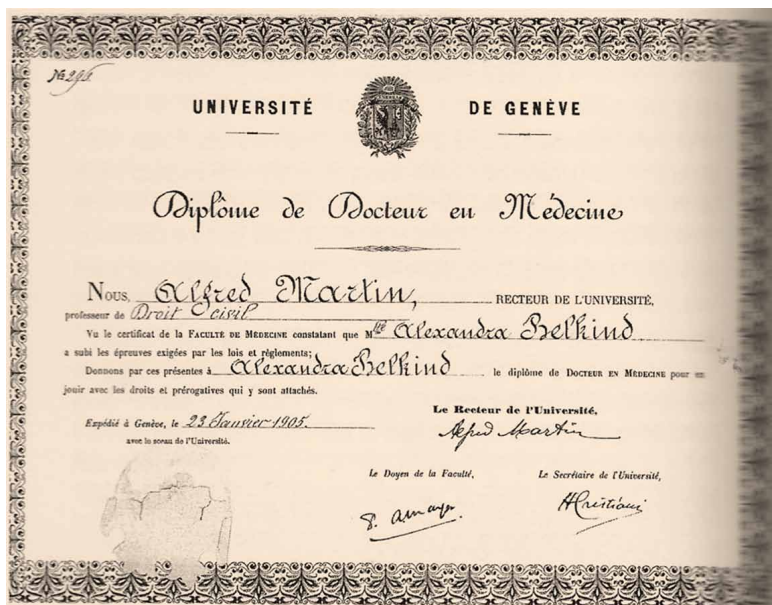 No 296
UNIVERSITÉ DE GENÈVE
Diplôme de Docteur en Médecine
Nous, Alfred Martin, RECTEUR DE L'UNIVERSITÉ,
professeur de Droit civil
Vu le certificat de la FACULTÉ DE MÉDECINE constatant que Mlle Alexandra Belkind
a subi les épreuves exigées par les lois et règlements;
Donnons par ces présentes à Alexandra Belkind le diplôme de DOCTEUR EN MÉDECINE pour en
jouir avec les droits et prérogatives qui y sont attachés.
Expédié à Genève, le 23 Janvier 1905.
avec le sceau de l'Université.
Le Recteur de l'Université,
Alfred Martin
Le Doyen de la Faculté,
Le Secrétaire de l'Université,
HCristiani